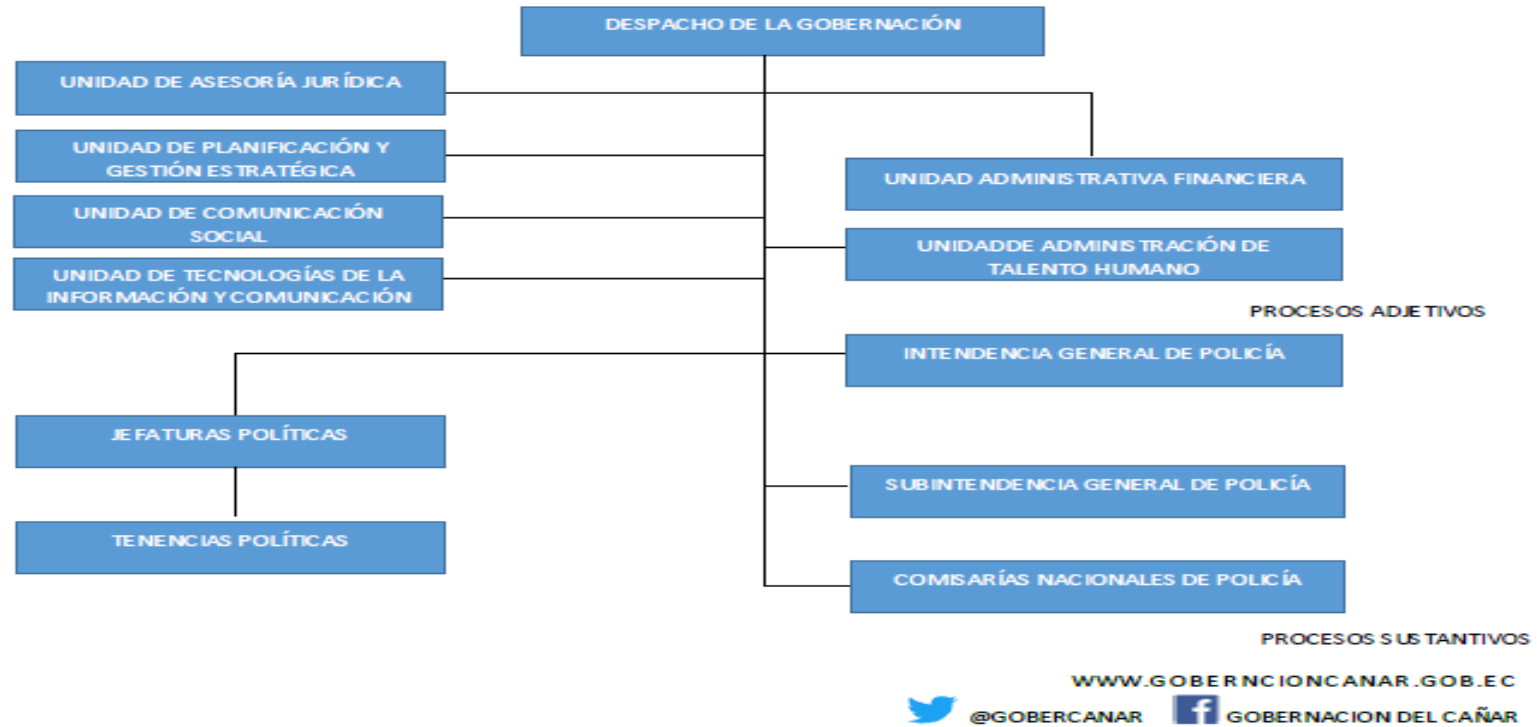 DESPACHO DE LA GOBERNACIÓN
UNIDAD DE ASESORÍA JURÍDICA
UNIDAD DE PLANIFICACIÓN Y
GESTIÓN ESTRATÉGICA
UNIDAD DE COMUNICACIÓN
SOCIAL
UNIDAD DE TECNOLOGÍAS DE LA
INFORMACIÓN Y COMUNICACIÓN
UNIDAD ADMINISTRATIVA FINANCIERA
UNIDADDE ADMINISTRACIÓN DE
TALENTO HUMANO
PROCESOS ADJETIVOS
INTENDENCIA GENERAL DE POLICÍA
JEFATURAS POLÍTICAS
TENENCIAS POLÍTICAS
SUBINTENDENCIA GENERAL DE POLICÍA
COMISARÍAS NACIONALES DE POLICÍA
PROCESOS SUSTANTIVOS
WWW.GOBERNCIONCANAR.GOB.EC
@GOBERCANAR f GOBERNACION DEL CAÑAR